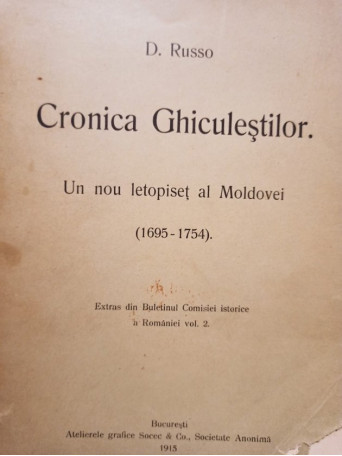 D. Russo
Cronica Ghiculeştilor.
Un nou letopiseţ al Moldovei
(1695-1754).
Extras din Buletinul Comisiei istorice
a României vol. 2.
Bucureşti
Atelierele grafice Socec & Co., Societate Anonimă
1915